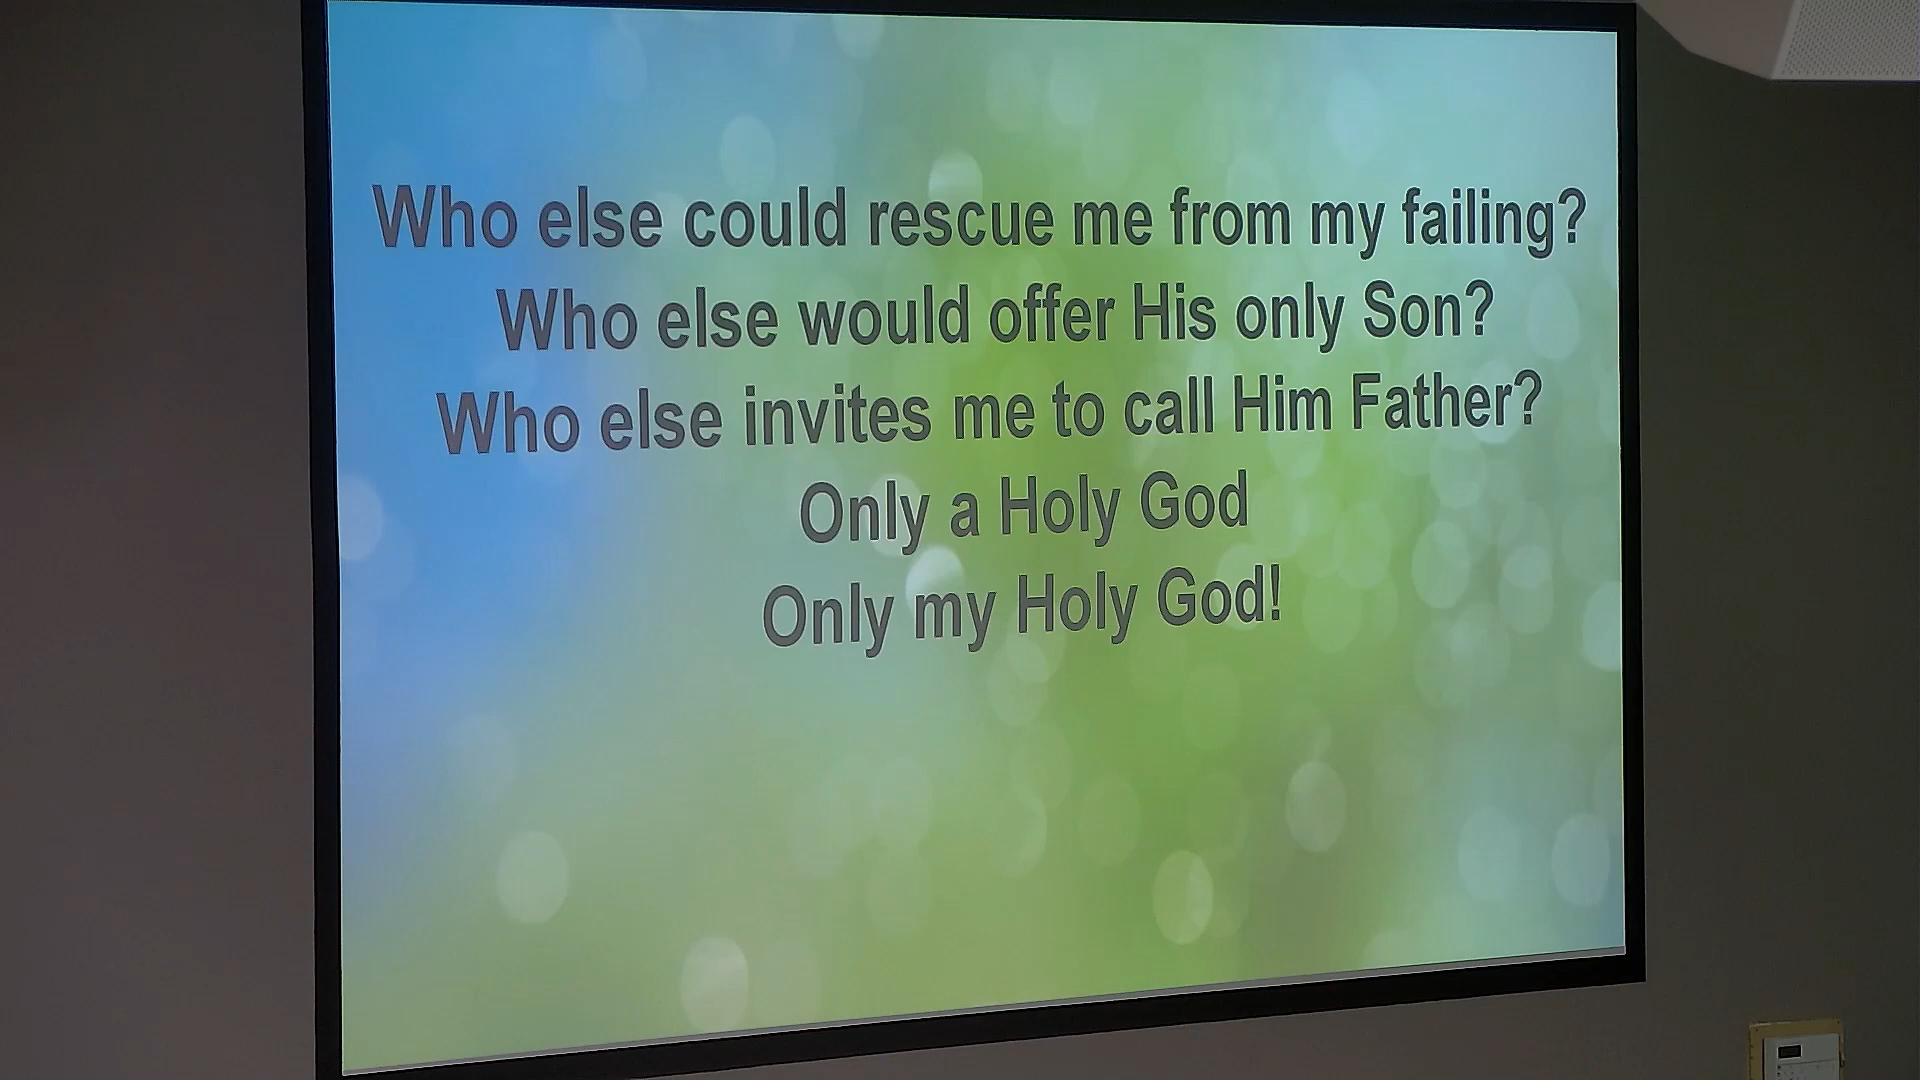 Who else could rescue me from my failing?
Who else would offer His only Son?
Who else invites me to call Him Father?
Only a Holy God
Only my Holy God!